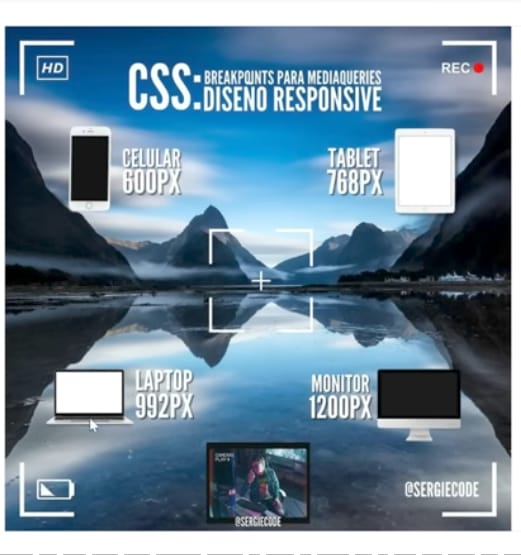 HD
REC
CSS: BREAKPOINTS PARA MEDIAQUERIES
DISENO RESPONSIVE
CELULAR
600PX
TABLET
768PX
LAPTOP
992PX
MONITOR
1200PX
@SERGIECODE
@SERGIECODE